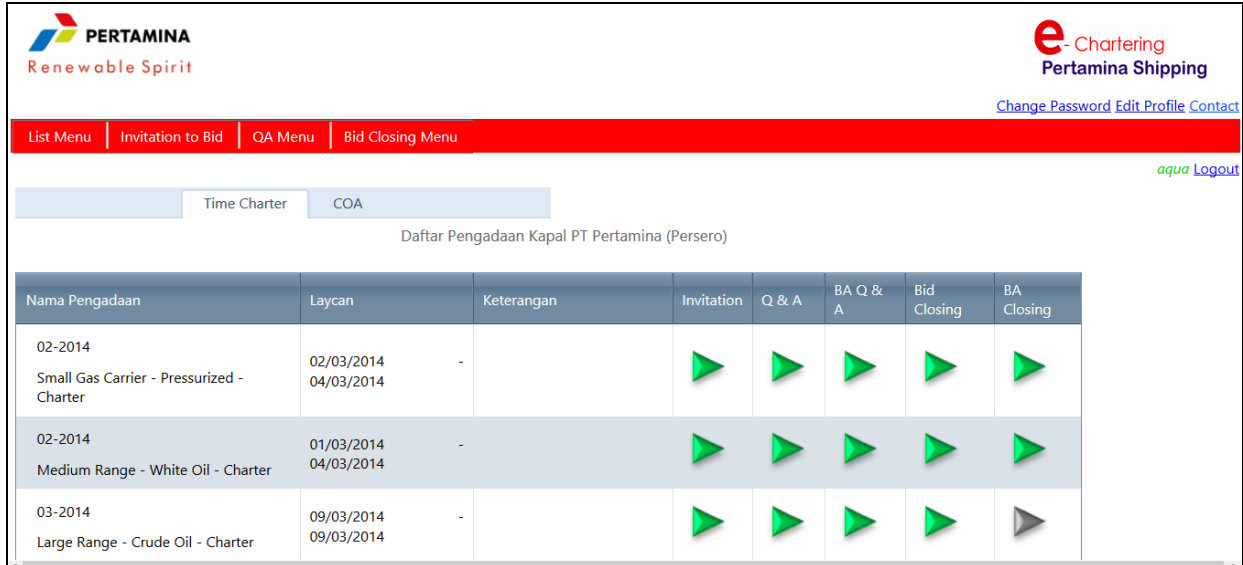 PERTAMINA
Renewable Spirit
e - Chartering
Pertamina Shipping
Change Password Edit Profile Contact
List Menu Invitation to Bid QA Menu Bid Closing Menu
aqua Logout
Time Charter COA
Daftar Pengadaan Kapal PT Pertamina (Persero)
Nama Pengadaan Laycan Keterangan Invitation Q & A BA Q & A Bid Closing BA Closing
02-2014
Small Gas Carrier - Pressurized -
Charter
02/03/2014 -
04/03/2014
02-2014
Medium Range - White Oil - Charter
01/03/2014 -
04/03/2014
03-2014
Large Range - Crude Oil - Charter
09/03/2014 -
09/03/2014